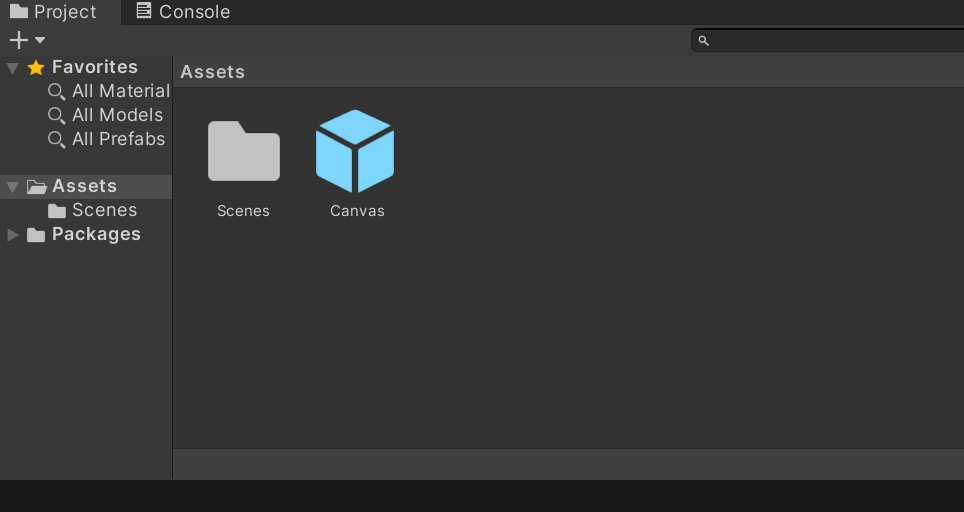 Project
Console
Favorites
All Material
All Models
All Prefabs
Assets
Scenes
Packages
Assets
Scenes
Canvas